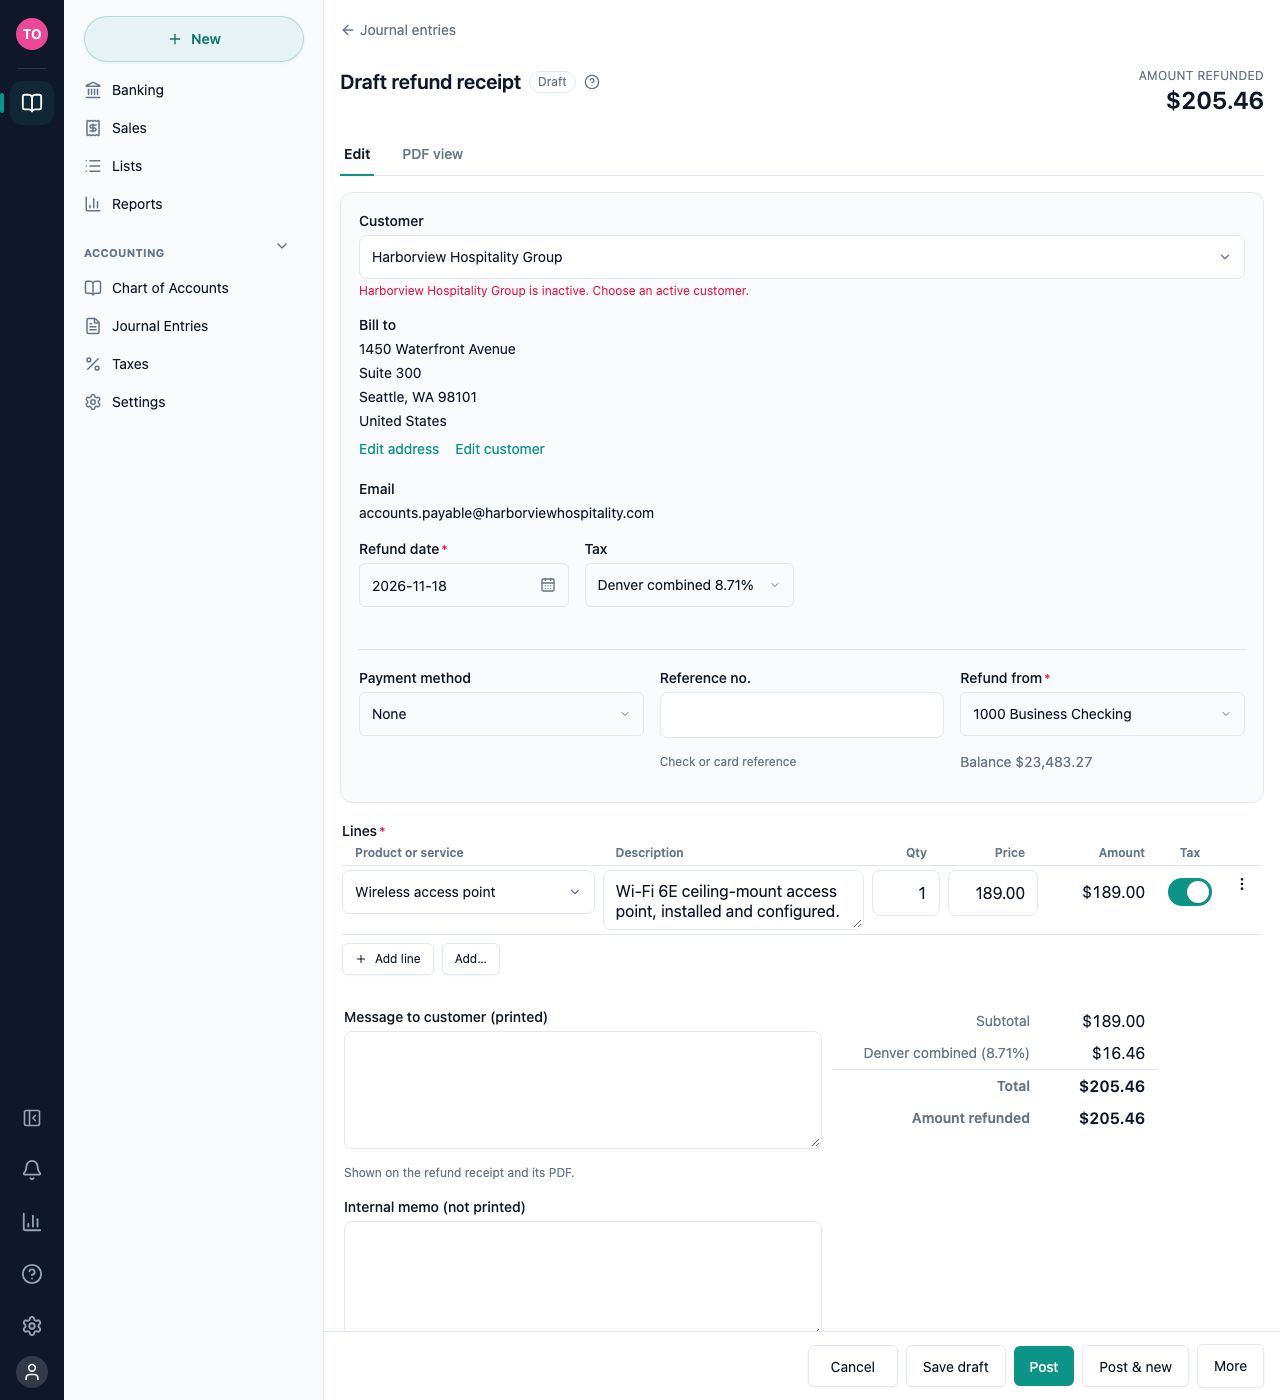 TO
New
Banking
Sales
Lists
Reports
ACCOUNTING
Chart of Accounts
Journal Entries
Taxes
Settings
Journal entries
Draft refund receipt
Draft
AMOUNT REFUNDED
$205.46
Edit
PDF view
Customer
Harborview Hospitality Group
Harborview Hospitality Group is inactive. Choose an active customer.
Bill to
1450 Waterfront Avenue
Suite 300
Seattle, WA 98101
United States
Edit address
Edit customer
Email
accounts.payable@harborviewhospitality.com
Refund date*
Tax
2026-11-18
Denver combined 8.71%
Payment method
Reference no.
Refund from*
None
1000 Business Checking
Check or card reference
Balance $23,483.27
Lines*
Product or service
Description
Qty
Price
Amount
Tax
Wireless access point
Wi-Fi 6E ceiling-mount access
point, installed and configured.
1
189.00
$189.00
Add line
Add...
Message to customer (printed)
Subtotal
$189.00
Denver combined (8.71%)
$16.46
Total
$205.46
Amount refunded
$205.46
Shown on the refund receipt and its PDF.
Internal memo (not printed)
Cancel
Save draft
Post
Post & new
More